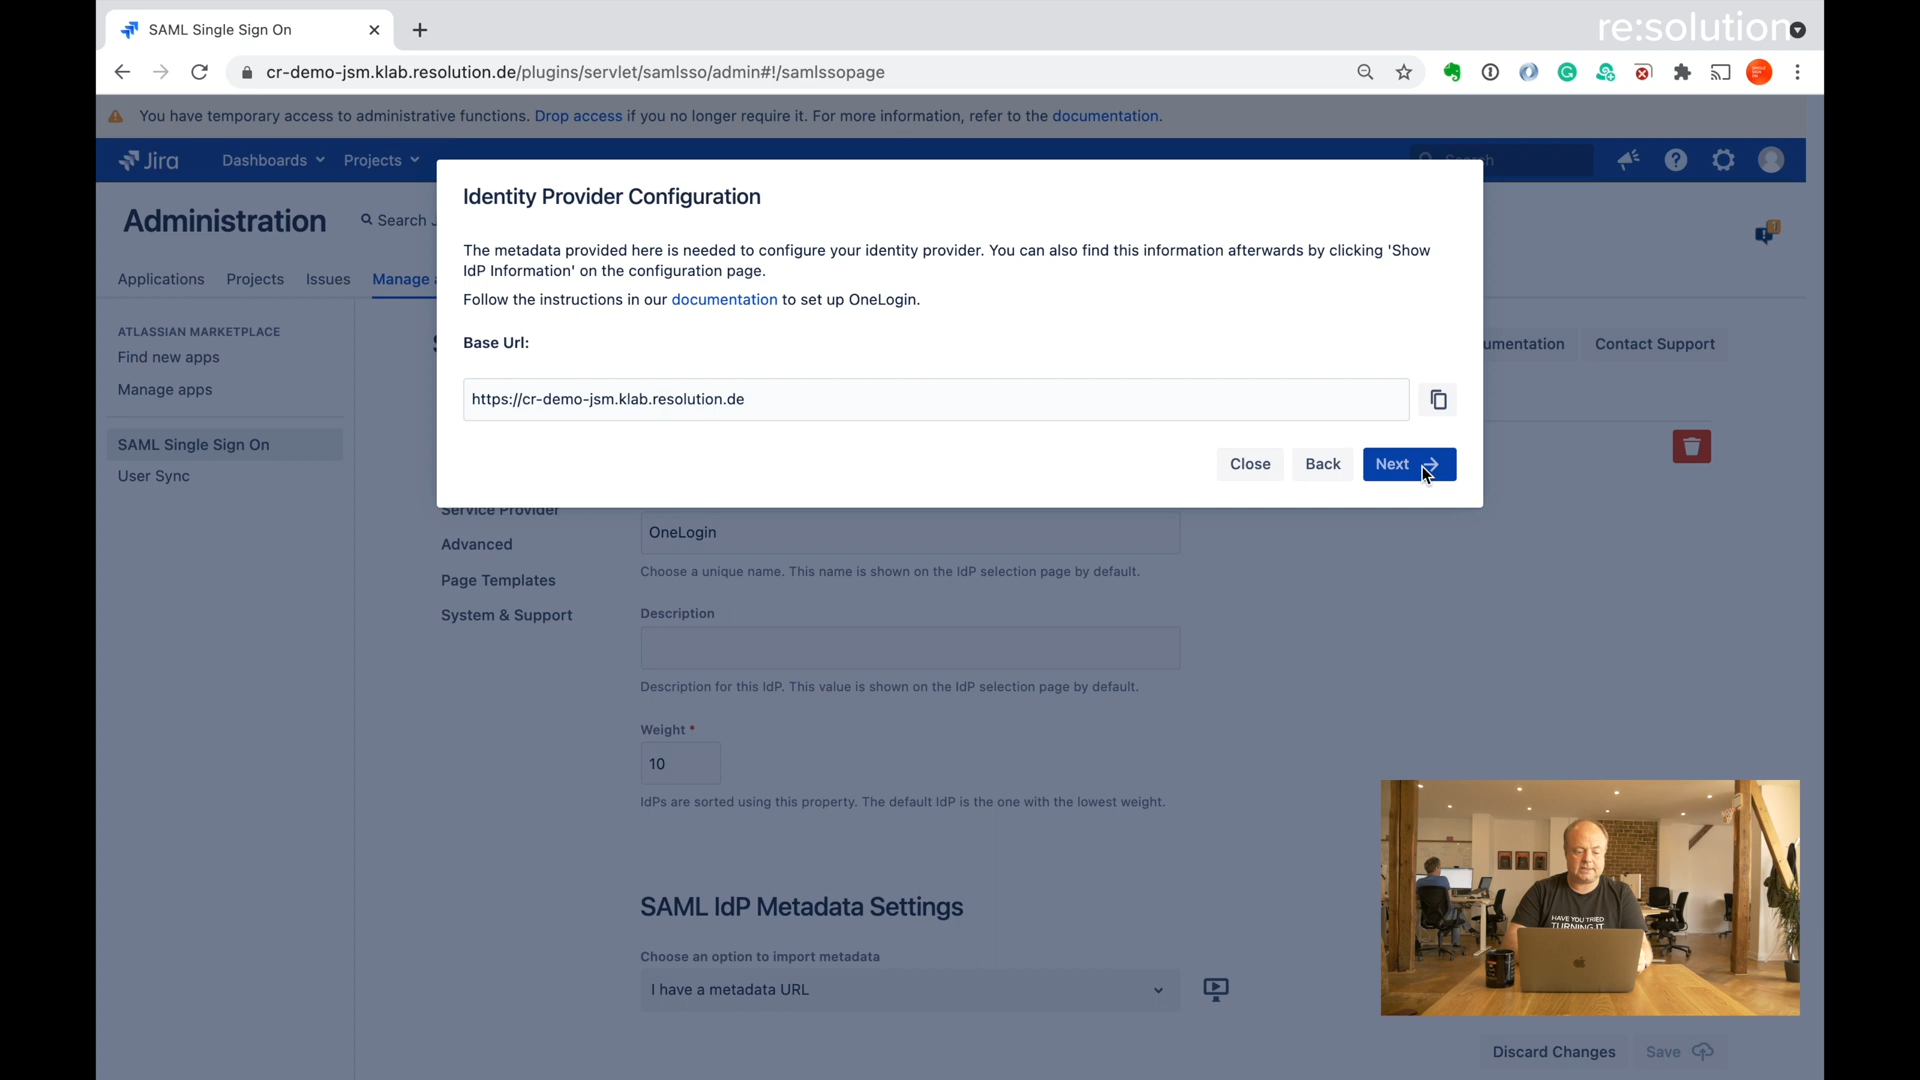 SAML Single Sign On
re:solution
cr-demo-jsm.klab.resolution.de/plugins/servlet/samlsso/admin#!/samlssopage
You have temporary access to administrative functions. Drop access if you no longer require it. For more information, refer to the documentation.
Jira
Dashboards
Projects
Search
Administration
Search
Applications
Projects
Issues
Manage
ATLASSIAN MARKETPLACE
Find new apps
Manage apps
SAML Single Sign On
User Sync
Identity Provider Configuration
The metadata provided here is needed to configure your identity provider. You can also find this information afterwards by clicking 'Show
IdP Information' on the configuration page.
Follow the instructions in our documentation to set up OneLogin.
Base Url:
https://cr-demo-jsm.klab.resolution.de
Close
Back
Next
umentation
Contact Support
Service Provider
Advanced
Page Templates
System & Support
OneLogin
Choose a unique name. This name is shown on the IdP selection page by default.
Description
Description for this IdP. This value is shown on the IdP selection page by default.
Weight *
10
IdPs are sorted using this property. The default IdP is the one with the lowest weight.
SAML IdP Metadata Settings
Choose an option to import metadata
I have a metadata URL
HAVE YOU TRIED
TURNING IT
Discard Changes
Save